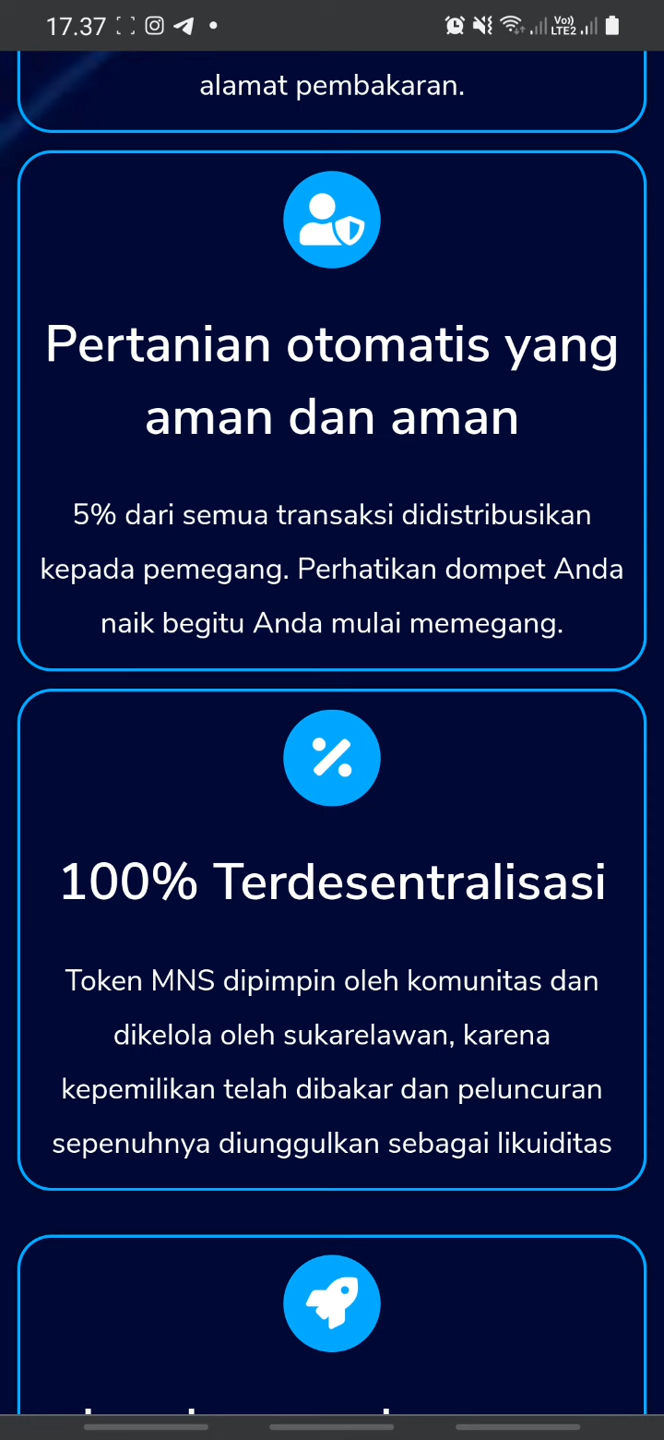 17.37
Vo))
LTE2
alamat pembakaran.
Pertanian otomatis yang
aman dan aman
5% dari semua transaksi didistribusikan
kepada pemegang. Perhatikan dompet Anda
naik begitu Anda mulai memegang.
100% Terdesentralisasi
Token MNS dipimpin oleh komunitas dan
dikelola oleh sukarelawan, karena
kepemilikan telah dibakar dan peluncuran
sepenuhnya diunggulkan sebagai likuiditas